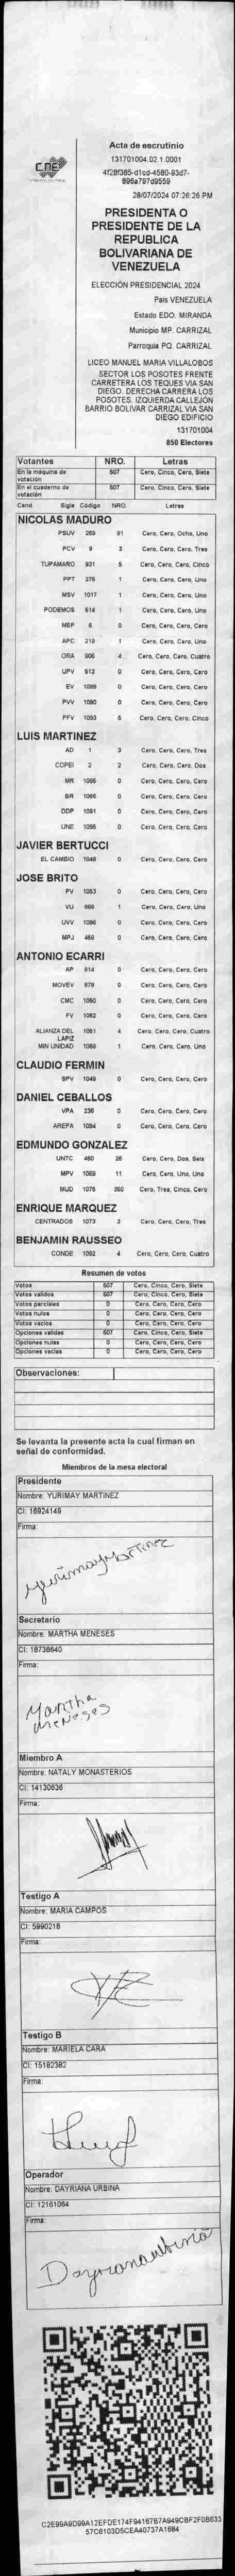 Acta de escrutinio
131701004.02.1.0001
4f28f385-d1cd-4580-93d7-
896a797d9559
28/07/2024 07:26:26 PM
CNE
PRESIDENTA O
PRESIDENTE DE LA
REPUBLICA
BOLIVARIANA DE
VENEZUELA
ELECCIÓN PRESIDENCIAL 2024
País VENEZUELA
Estado EDO. MIRANDA
Municipio MP. CARRIZAL
Parroquia PQ. CARRIZAL
LICEO MANUEL MARIA VILLALOBOS
SECTOR LOS POSOTES FRENTE
CARRETERA LOS TEQUES VIA SAN
DIEGO. DERECHA CARRERA LOS
POSOTES. IZQUIERDA CALLEJÓN
BARRIO BOLIVAR CARRIZAL VIA SAN
DIEGO EDIFICIO
131701004
850 Electores
Votantes NRO. Letras
En la máquina de votación 507 Cero, Cinco, Cero, Siete
En el cuaderno de votación 507 Cero, Cinco, Cero, Siete
Cand. Sigla Código NRO. Letras
NICOLAS MADURO
PSUV 269 81 Cero, Cero, Ocho, Uno
PCV 9 3 Cero, Cero, Cero, Tres
TUPAMARO 931 5 Cero, Cero, Cero, Cinco
PPT 276 1 Cero, Cero, Cero, Uno
MSV 1017 1 Cero, Cero, Cero, Uno
PODEMOS 614 1 Cero, Cero, Cero, Uno
MEP 6 0 Cero, Cero, Cero, Cero
APC 219 1 Cero, Cero, Cero, Uno
ORA 906 4 Cero, Cero, Cero, Cuatro
UPV 912 0 Cero, Cero, Cero, Cero
EV 1089 0 Cero, Cero, Cero, Cero
PVV 1090 0 Cero, Cero, Cero, Cero
PFV 1093 5 Cero, Cero, Cero, Cinco
LUIS MARTINEZ
AD 1 3 Cero, Cero, Cero, Tres
COPEI 2 2 Cero, Cero, Cero, Dos
MR 1065 0 Cero, Cero, Cero, Cero
BR 1066 0 Cero, Cero, Cero, Cero
DDP 1091 0 Cero, Cero, Cero, Cero
UNE 1095 0 Cero, Cero, Cero, Cero
JAVIER BERTUCCI
EL CAMBIO 1048 0 Cero, Cero, Cero, Cero
JOSE BRITO
PV 1053 0 Cero, Cero, Cero, Cero
VU 668 1 Cero, Cero, Cero, Uno
UVV 1096 0 Cero, Cero, Cero, Cero
MPJ 458 0 Cero, Cero, Cero, Cero
ANTONIO ECARRI
AP 814 0 Cero, Cero, Cero, Cero
MOVEV 878 0 Cero, Cero, Cero, Cero
CMC 1050 0 Cero, Cero, Cero, Cero
FV 1062 0 Cero, Cero, Cero, Cero
ALIANZA DEL LAPIZ 1051 4 Cero, Cero, Cero, Cuatro
MIN UNIDAD 1069 1 Cero, Cero, Cero, Uno
CLAUDIO FERMIN
SPV 1049 0 Cero, Cero, Cero, Cero
DANIEL CEBALLOS
VPA 236 0 Cero, Cero, Cero, Cero
AREPA 1094 0 Cero, Cero, Cero, Cero
EDMUNDO GONZALEZ
UNTC 460 26 Cero, Cero, Dos, Seis
MPV 1069 11 Cero, Cero, Uno, Uno
MUD 1075 350 Cero, Tres, Cinco, Cero
ENRIQUE MARQUEZ
CENTRADOS 1073 3 Cero, Cero, Cero, Tres
BENJAMIN RAUSSEO
CONDE 1092 4 Cero, Cero, Cero, Cuatro
Resumen de votos
Votos 507 Cero, Cinco, Cero, Siete
Votos validos 507 Cero, Cinco, Cero, Siete
Votos parciales 0 Cero, Cero, Cero, Cero
Votos nulos 0 Cero, Cero, Cero, Cero
Votos vacios 0 Cero, Cero, Cero, Cero
Opciones validas 507 Cero, Cinco, Cero, Siete
Opciones nulas 0 Cero, Cero, Cero, Cero
Opciones vacias 0 Cero, Cero, Cero, Cero
Observaciones:
Se levanta la presente acta la cual firman en
señal de conformidad.
Miembros de la mesa electoral
Presidente
Nombre: YURIMAY MARTINEZ
CI: 16924149
Firma:
Yurimay Martinez
Secretario
Nombre: MARTHA MENESES
CI: 18738640
Firma:
Martha
Meneses
Miembro A
Nombre: NATALY MONASTERIOS
CI: 14130636
Firma:
Testigo A
Nombre: MARIA CAMPOS
CI: 5990218
Firma:
Testigo B
Nombre: MARIELA CARA
CI: 15182382
Firma:
Operador
Nombre: DAYRIANA URBINA
CI: 12161064
Firma:
Dayriana urbina
C2E99A9D99A12EFDE174F94167B7A949CBF2F0B633
57C6103D5CEA40737A1684